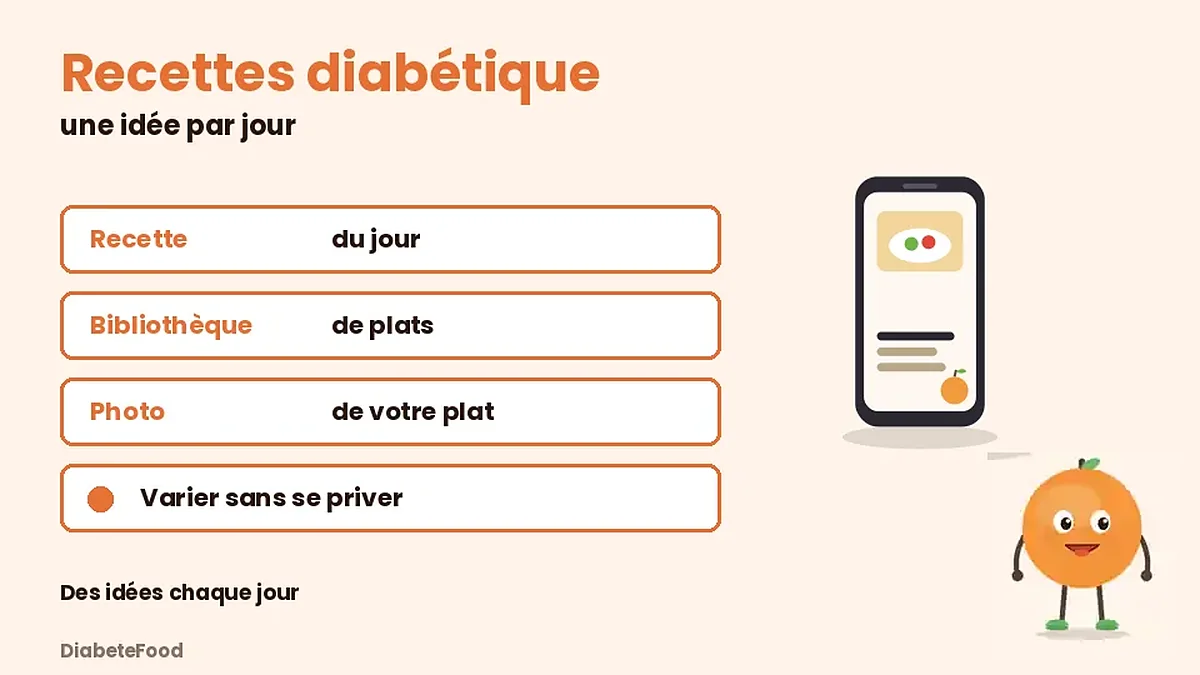 Recettes diabétique
une idée par jour
Recette du jour
Bibliothèque de plats
Photo de votre plat
Varier sans se priver
Des idées chaque jour
DiabeteFood